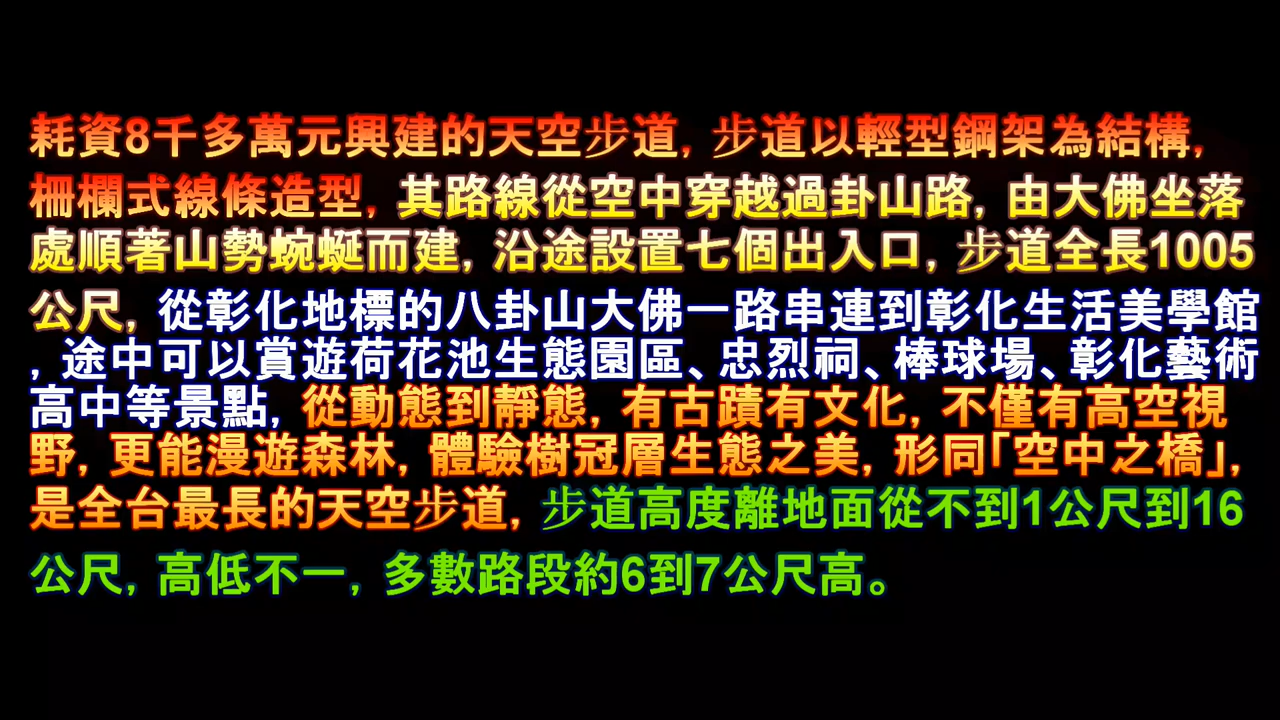 耗資8千多萬元興建的天空步道, 步道以輕型鋼架為結構,
柵欄式線條造型, 其路線從空中穿越過卦山路, 由大佛坐落
處順著山勢蜿蜒而建, 沿途設置七個出入口, 步道全長1005
公尺, 從彰化地標的八卦山大佛一路串連到彰化生活美學館
, 途中可以賞遊荷花池生態園區、忠烈祠、棒球場、彰化藝術
高中等景點, 從動態到靜態, 有古蹟有文化, 不僅有高空視
野, 更能漫遊森林, 體驗樹冠層生態之美, 形同「空中之橋」,
是全台最長的天空步道, 步道高度離地面從不到1公尺到16
公尺, 高低不一, 多數路段約6到7公尺高。